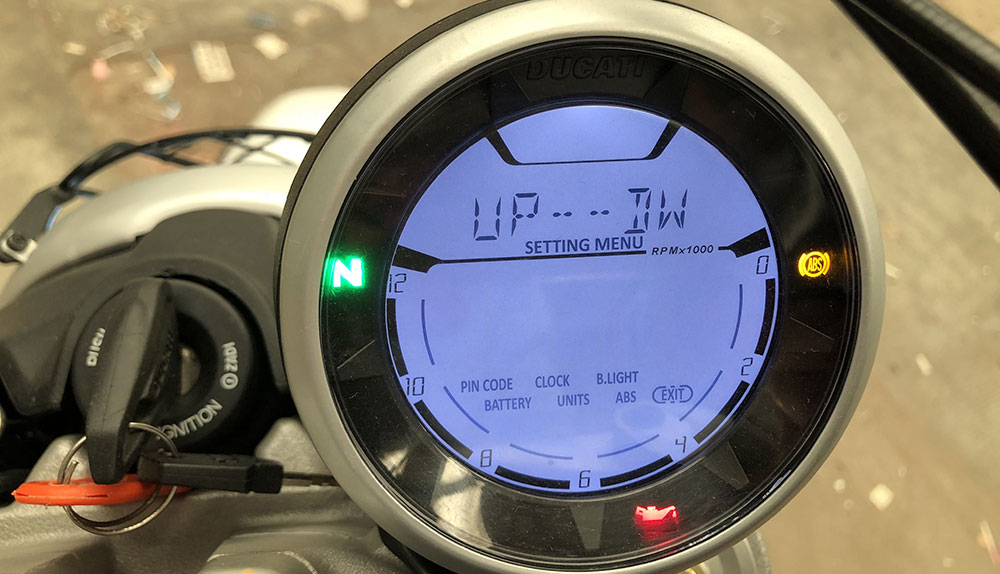 DUCATI
UP---DW
SETTING MENU
RPMx1000
N
ABS
12
0
10
2
8
4
6
PIN CODE CLOCK B.LIGHT
BATTERY UNITS ABS EXIT
© ZADI
IGNITION